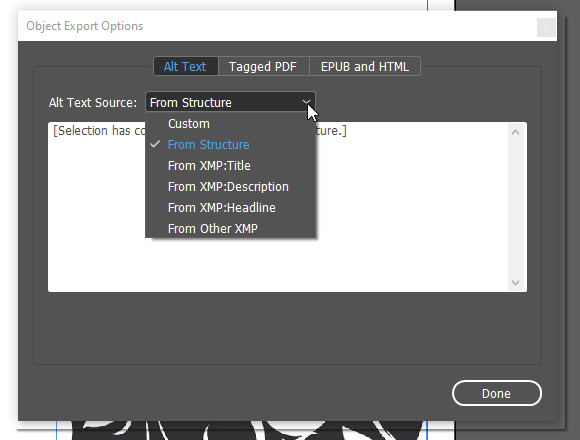 Object Export Options
Alt Text Tagged PDF EPUB and HTML
Alt Text Source: From Structure
[Selection has co ture.]
Custom
From Structure
From XMP:Title
From XMP:Description
From XMP:Headline
From Other XMP
Done